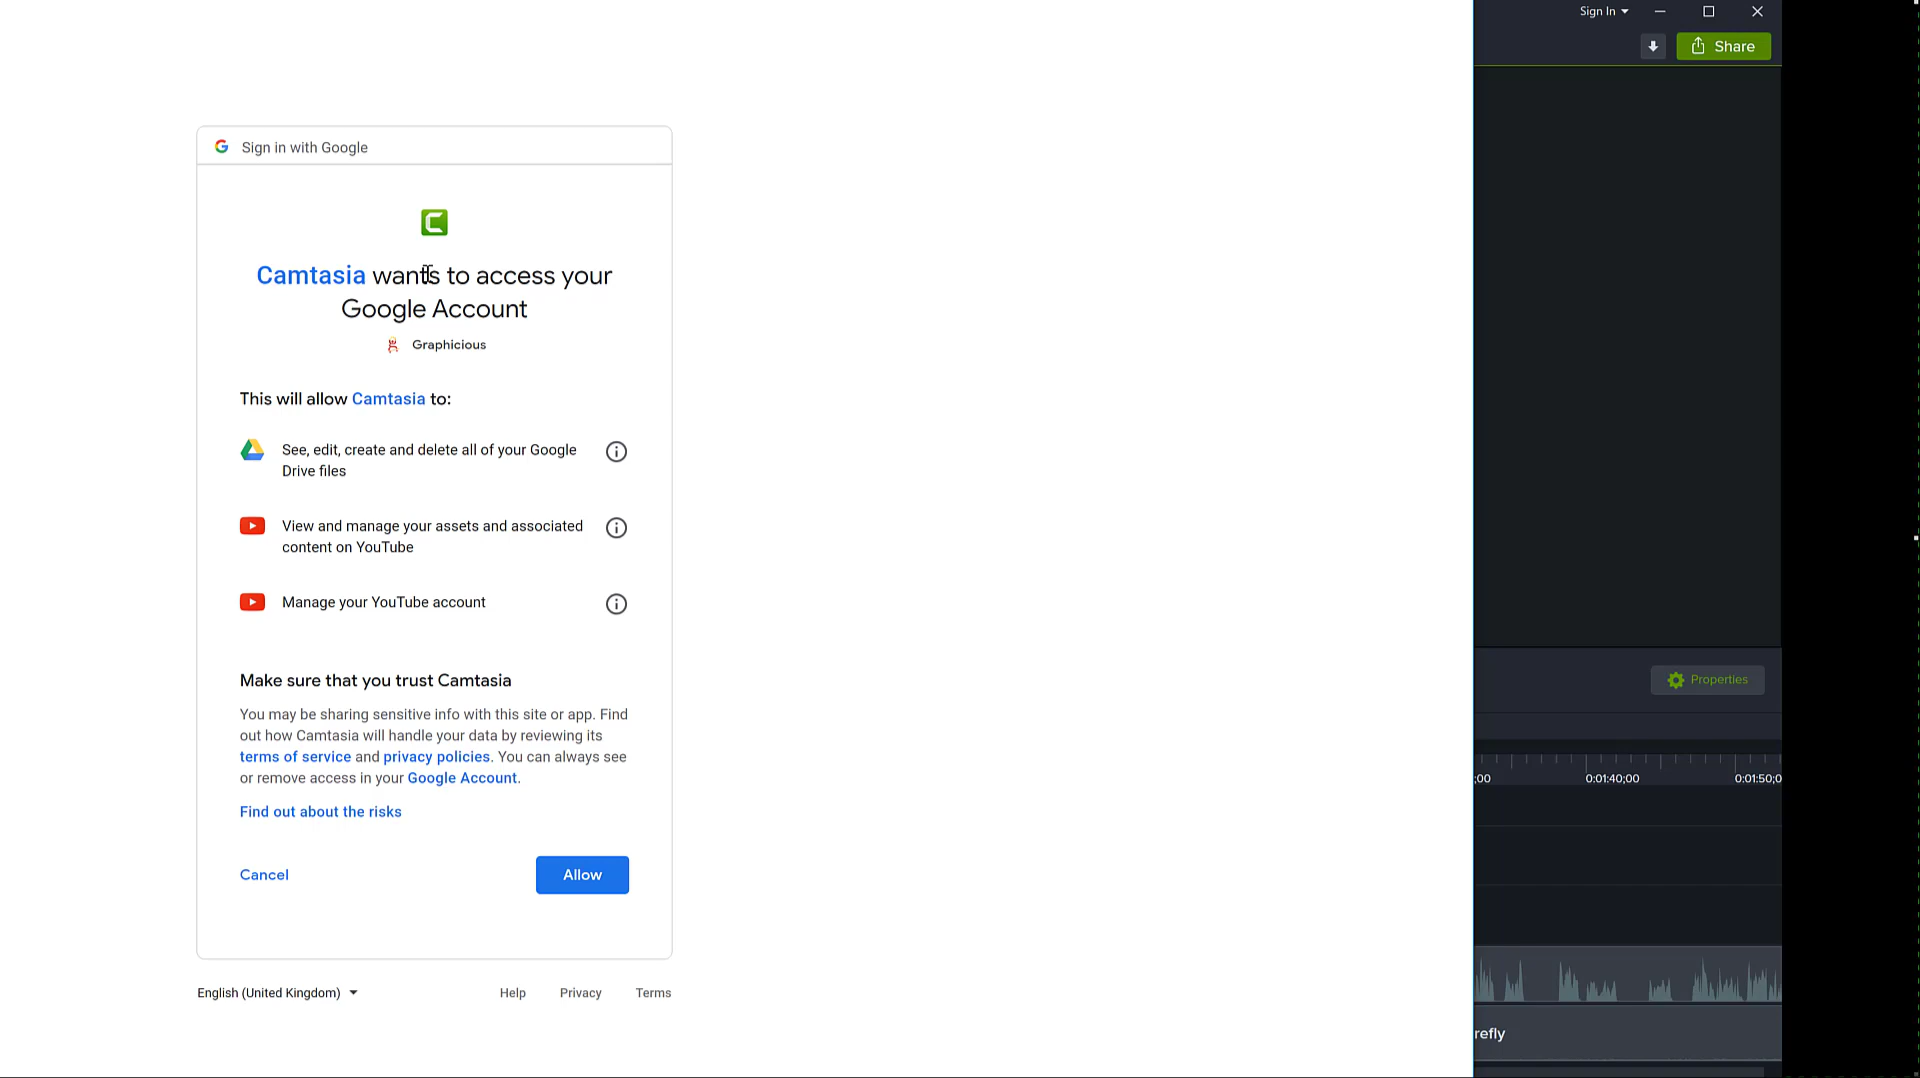 Sign In
Share
Sign in with Google
Camtasia wants to access your
Google Account
Graphicious
This will allow Camtasia to:
See, edit, create and delete all of your Google
Drive files
View and manage your assets and associated
content on YouTube
Manage your YouTube account
Make sure that you trust Camtasia
You may be sharing sensitive info with this site or app. Find
out how Camtasia will handle your data by reviewing its
terms of service and privacy policies. You can always see
or remove access in your Google Account.
Find out about the risks
Cancel
Allow
English (United Kingdom)
Help
Privacy
Terms
Properties
:00
0:01:40;00
0:01:50;0
refly